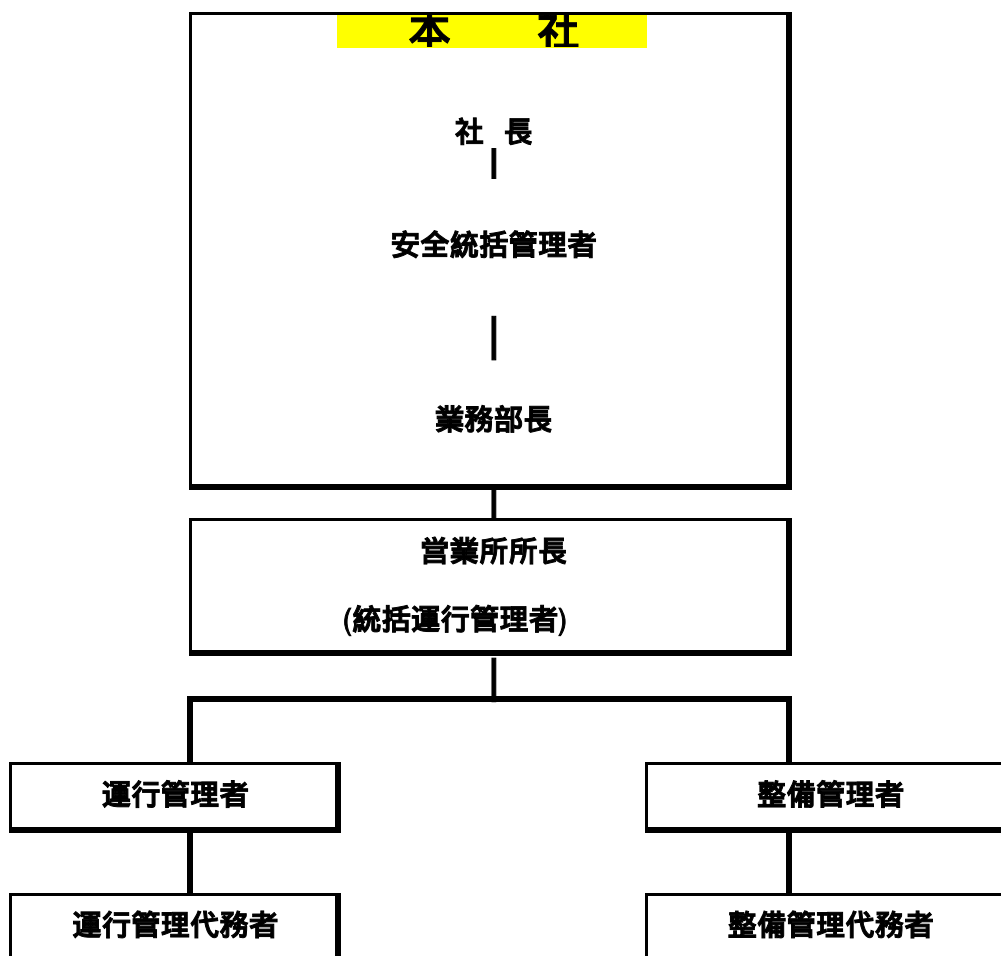 本　　社
社 長
安全統括管理者
業務部長
営業所所長
(統括運行管理者)
運行管理者
整備管理者
運行管理代務者
整備管理代務者